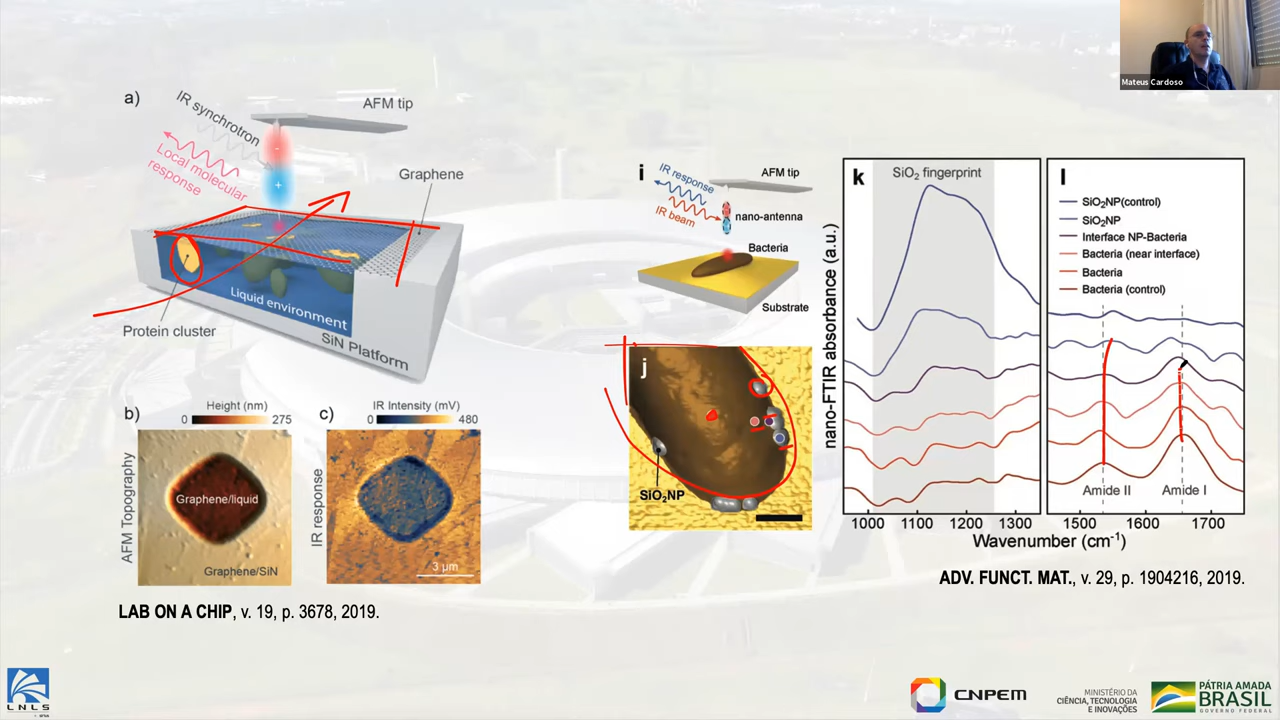 Mateus Cardoso
a)
IR synchrotron
AFM tip
Local molecular
response
Graphene
-
+
Liquid environment
SiN Platform
Protein cluster
b)
Height (nm)
0 275
AFM Topography
Graphene/liquid
Graphene/SiN
c)
IR Intensity (mV)
0 480
IR response
3 µm
LAB ON A CHIP, v. 19, p. 3678, 2019.
i
IR response
IR beam
AFM tip
nano-antenna
Bacteria
Substrate
j
SiO2NP
nano-FTIR absorbance (a.u.)
k
SiO2 fingerprint
1000 1100 1200 1300
l
SiO2NP(control)
SiO2NP
Interface NP-Bacteria
Bacteria (near interface)
Bacteria
Bacteria (control)
Amide II Amide I
1500 1600 1700
Wavenumber (cm-1)
ADV. FUNCT. MAT., v. 29, p. 1904216, 2019.
LNLS
CNPEM
MINISTÉRIO DA
CIÊNCIA, TECNOLOGIA
E INOVAÇÕES
PÁTRIA AMADA
BRASIL
GOVERNO FEDERAL